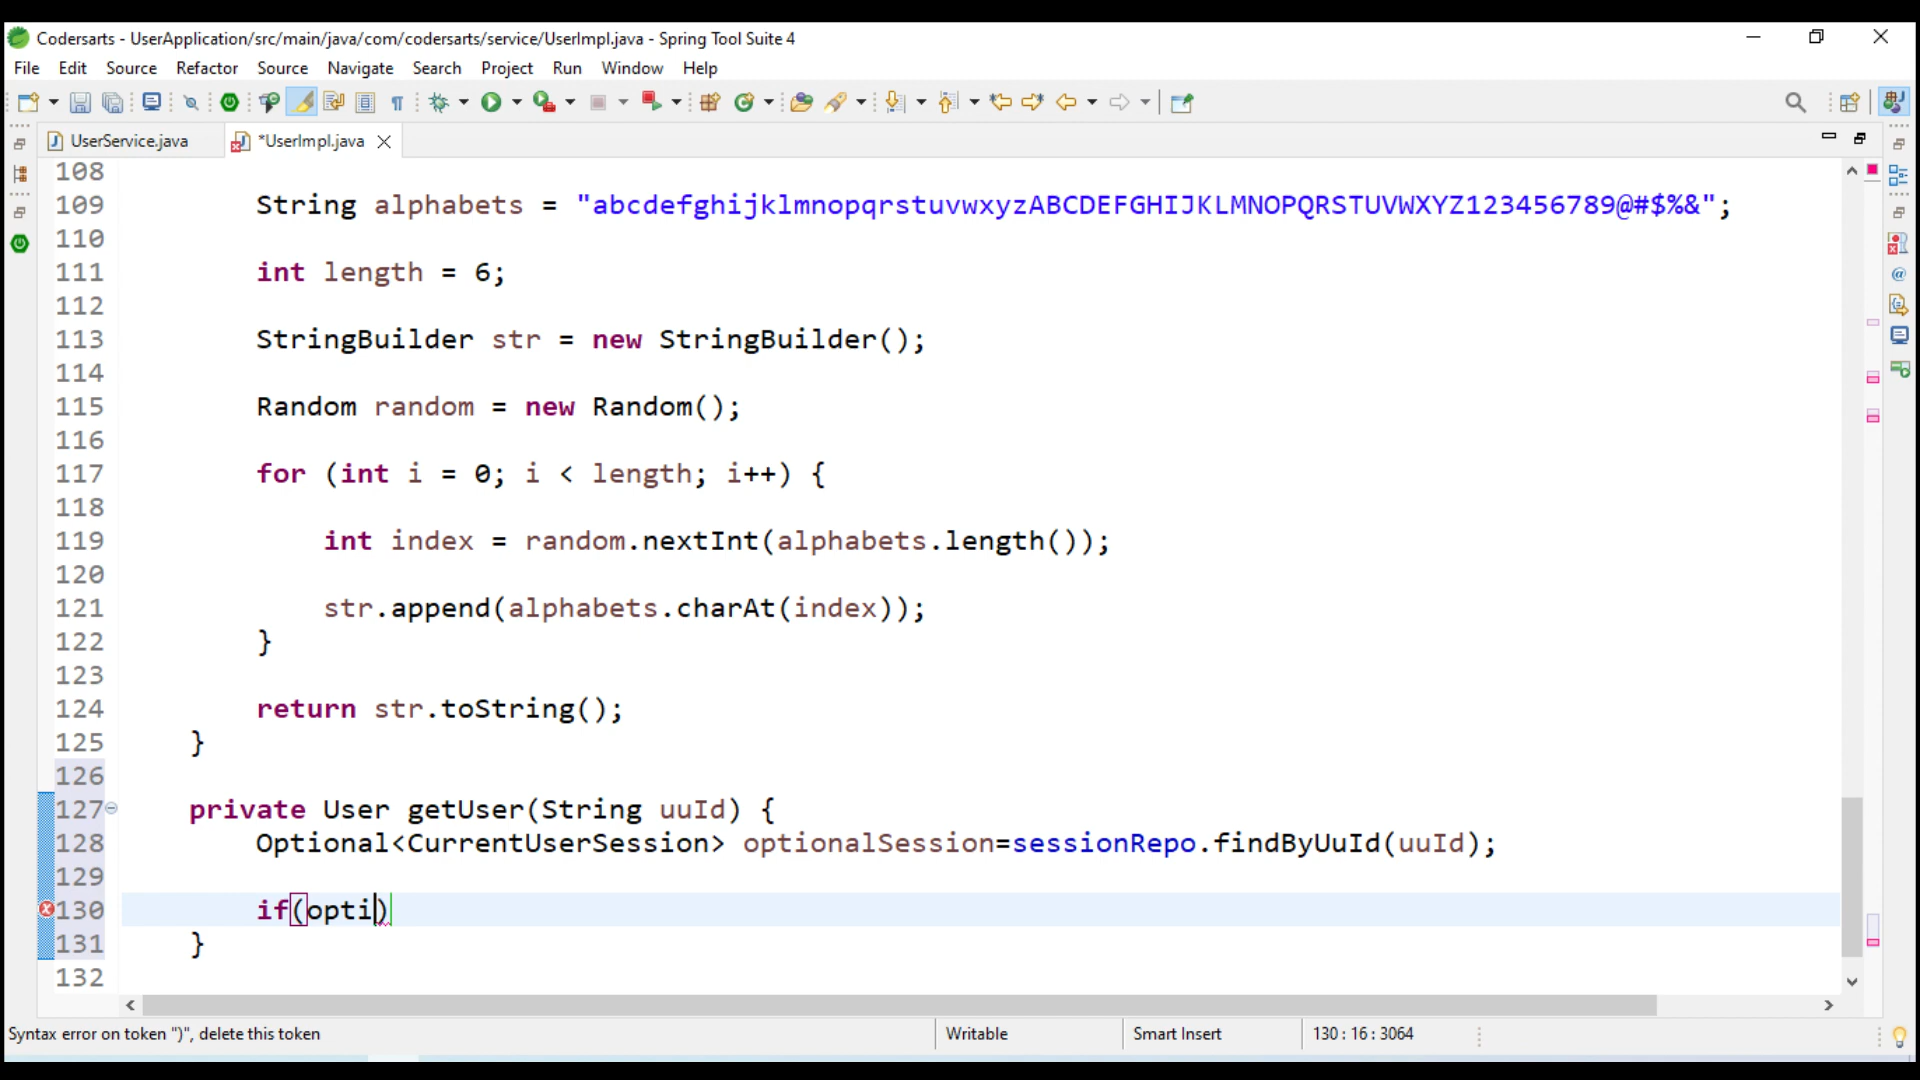 Codersarts - UserApplication/src/main/java/com/codersarts/service/UserImpl.java - Spring Tool Suite 4
File Edit Source Refactor Source Navigate Search Project Run Window Help
UserService.java *UserImpl.java
108
109 String alphabets = "abcdefghijklmnopqrstuvwxyzABCDEFGHIJKLMNOPQRSTUVWXYZ123456789@#$%&";
110
111 int length = 6;
112
113 StringBuilder str = new StringBuilder();
114
115 Random random = new Random();
116
117 for (int i = 0; i < length; i++) {
118
119 int index = random.nextInt(alphabets.length());
120
121 str.append(alphabets.charAt(index));
122 }
123
124 return str.toString();
125 }
126
127 private User getUser(String uuId) {
128 Optional<CurrentUserSession> optionalSession=sessionRepo.findByUuId(uuId);
129
130 if(opti)
131 }
132
Syntax error on token ")", delete this token Writable Smart Insert 130 : 16 : 3064